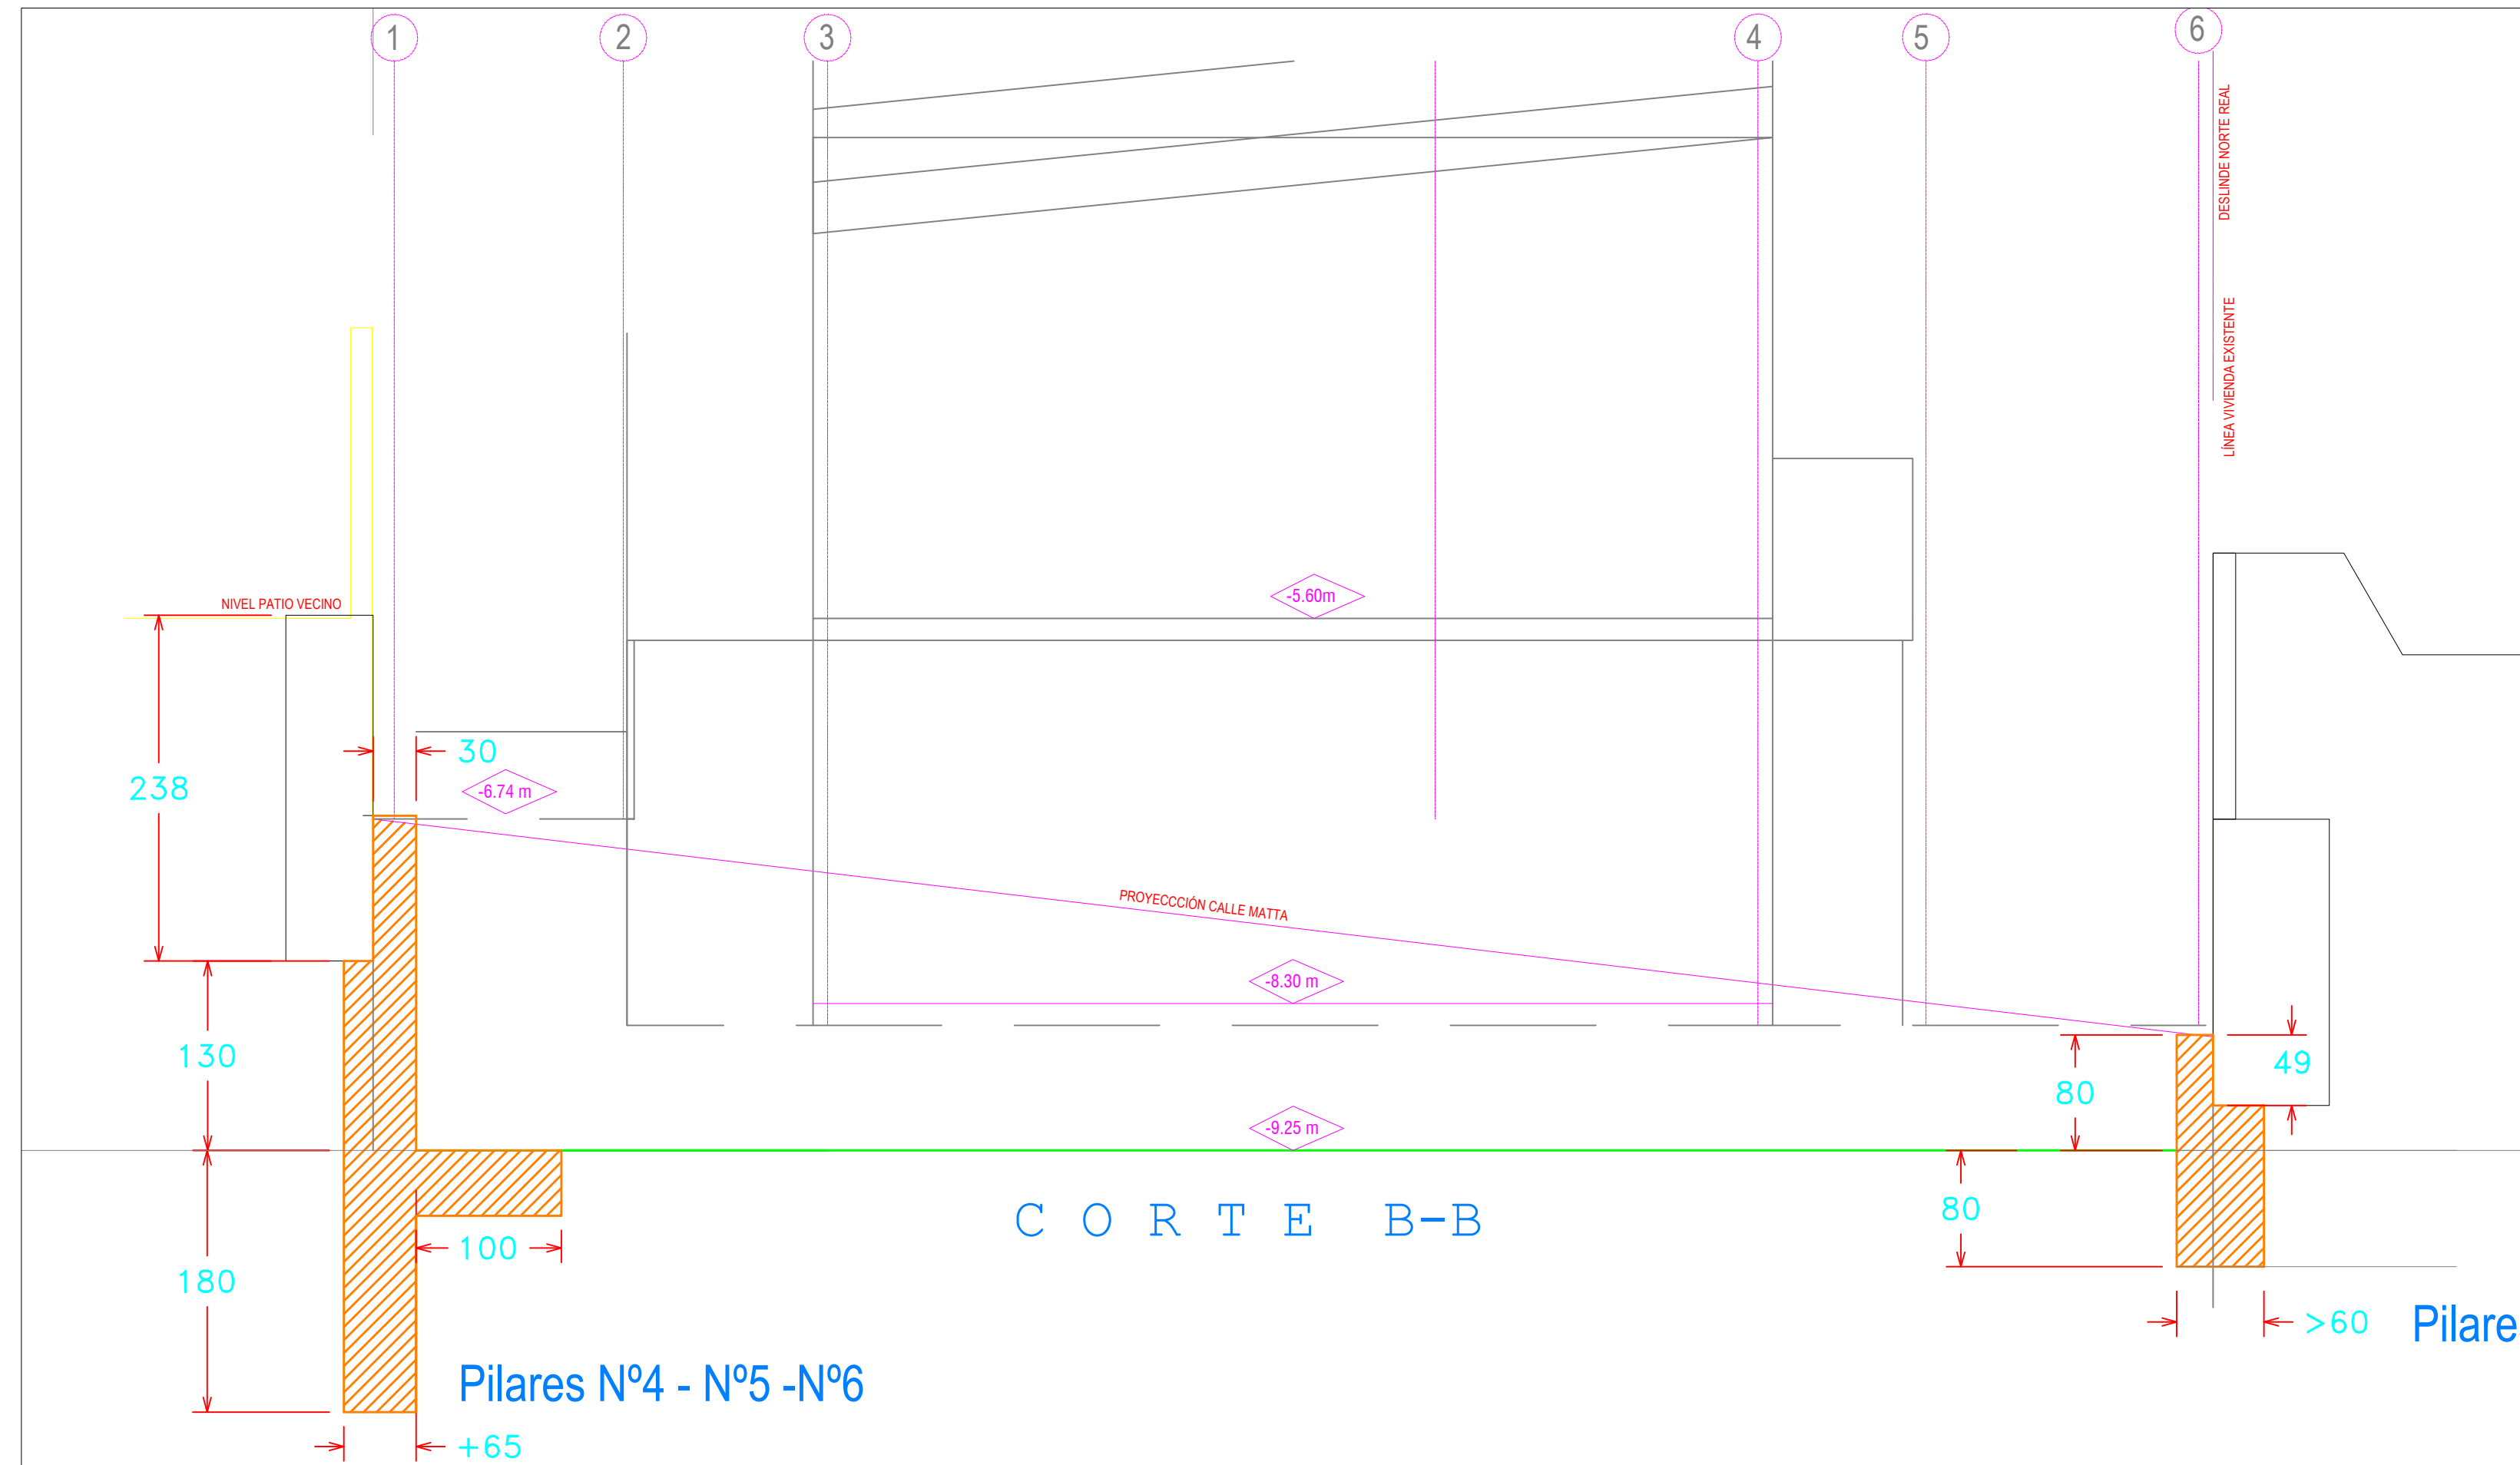 1
2
3
4
5
6
DESLINDE NORTE REAL
LÍNEA VIVIENDA EXISTENTE
-5.60m
NIVEL PATIO VECINO
30
238
-6.74 m
PROYECCCIÓN CALLE MATTA
-8.30 m
130
49
80
-9.25 m
80
C O R T E B-B
100
180
>60
Pilare
Pilares Nº4 - Nº5 -Nº6
+65